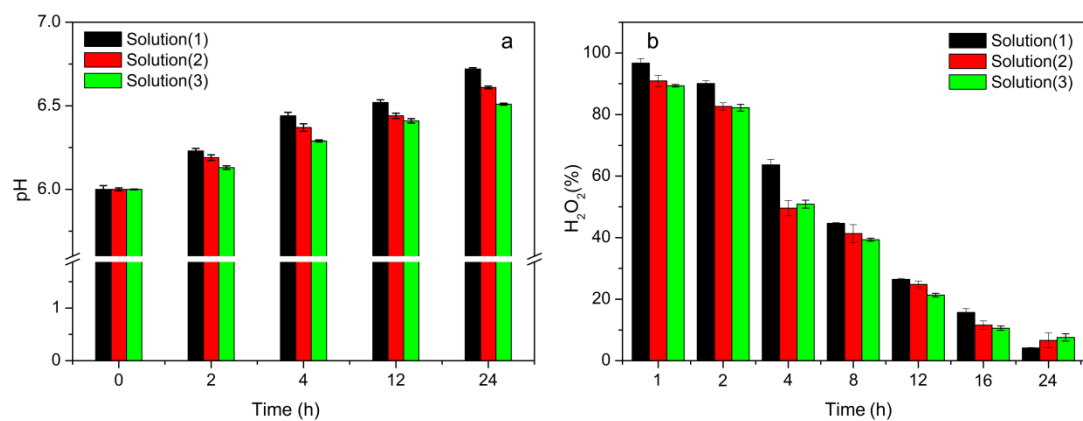 7.0
6.5
6.0
1
0
pH
Solution(1)
Solution(2)
Solution(3)
a
0 2 4 12 24
Time (h)
100
80
60
40
20
0
H₂O₂(%)
b
Solution(1)
Solution(2)
Solution(3)
1 2 4 8 12 16 24
Time (h)